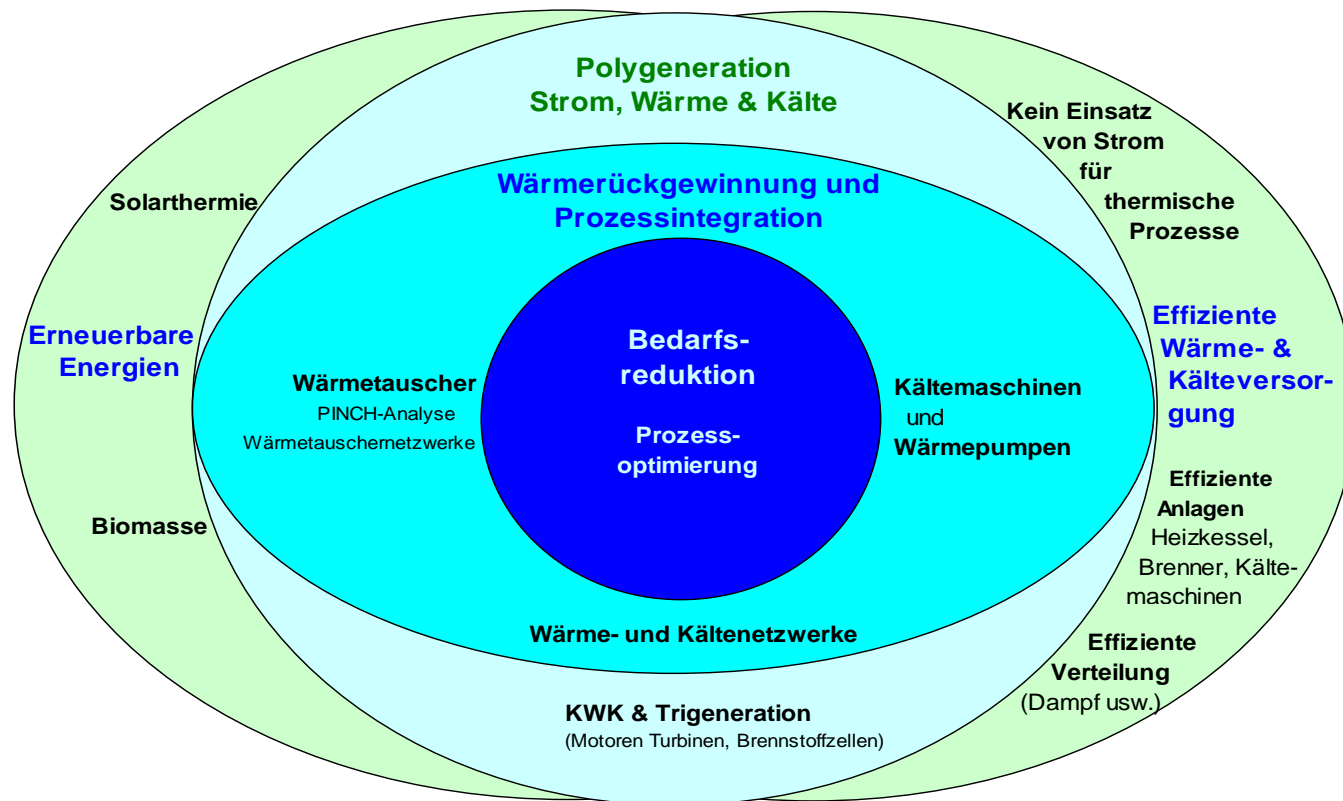 Polygeneration
Strom, Wärme & Kälte
Kein Einsatz
von Strom
für
thermische
Prozesse
Wärmerückgewinnung und
Prozessintegration
Solarthermie
Erneuerbare
Energien
Bedarfs-
reduktion
Prozess-
optimierung
Wärmetauscher
PINCH-Analyse
Wärmetauschernetzwerke
Kältemaschinen
und
Wärmepumpen
Effiziente
Wärme- &
Kälteversor-
gung
Biomasse
Effiziente
Anlagen
Heizkessel,
Brenner, Kälte-
maschinen
Wärme- und Kältenetzwerke
Effiziente
Verteilung
(Dampf usw.)
KWK & Trigeneration
(Motoren Turbinen, Brennstoffzellen)